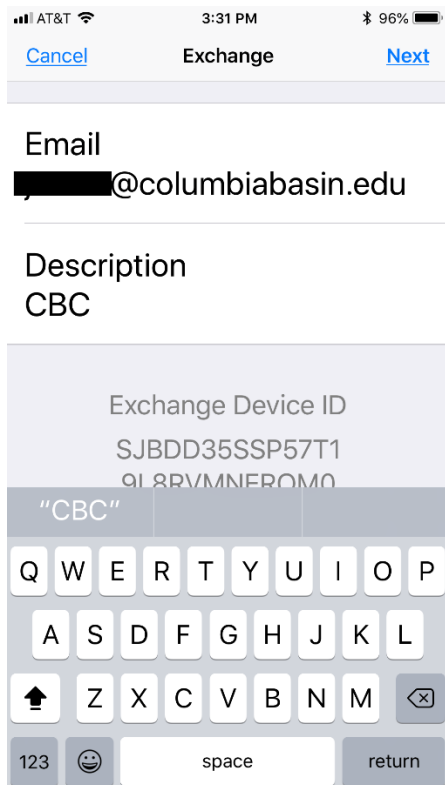 AT&T 3:31 PM 96%
Cancel Exchange Next
Email
@columbiabasin.edu
Description
CBC
Exchange Device ID
SJBDD35SSP57T1
9L8RVMNFROM0
"CBC"
Q W E R T Y U I O P
A S D F G H J K L
Z X C V B N M
123 space return